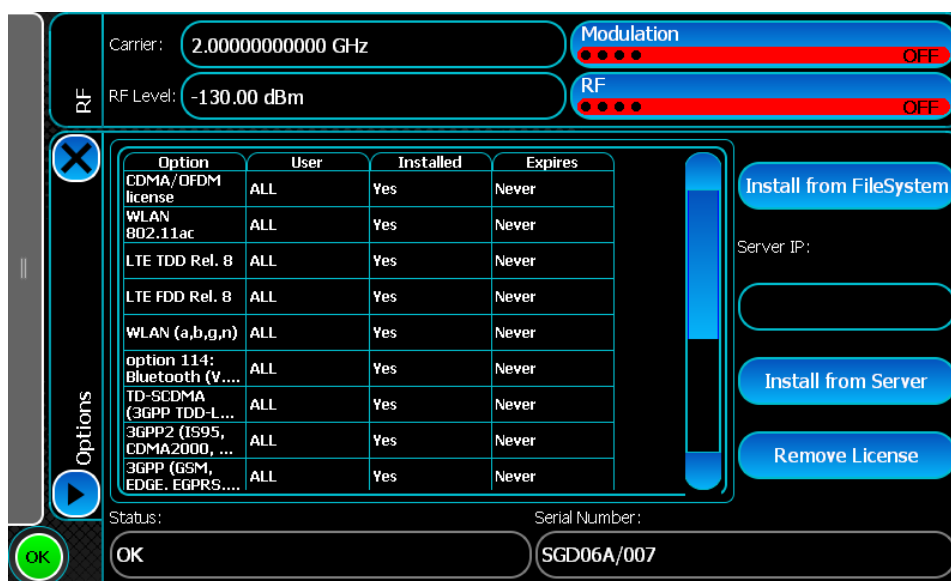 Carrier:
2.00000000000 GHz
Modulation
OFF
RF Level:
-130.00 dBm
RF
OFF
RF
Option
User
Installed
Expires
CDMA/OFDM
license
ALL
Yes
Never
WLAN
802.11ac
ALL
Yes
Never
LTE TDD Rel. 8
ALL
Yes
Never
LTE FDD Rel. 8
ALL
Yes
Never
WLAN (a,b,g,n)
ALL
Yes
Never
option 114:
Bluetooth (V....
ALL
Yes
Never
TD-SCDMA
(3GPP TDD-L...
ALL
Yes
Never
3GPP2 (IS95,
CDMA2000, ...
ALL
Yes
Never
3GPP (GSM,
EDGE. EGPRS....
ALL
Yes
Never
Options
Install from FileSystem
Server IP:
Install from Server
Remove License
Status:
OK
Serial Number:
SGD06A/007
OK